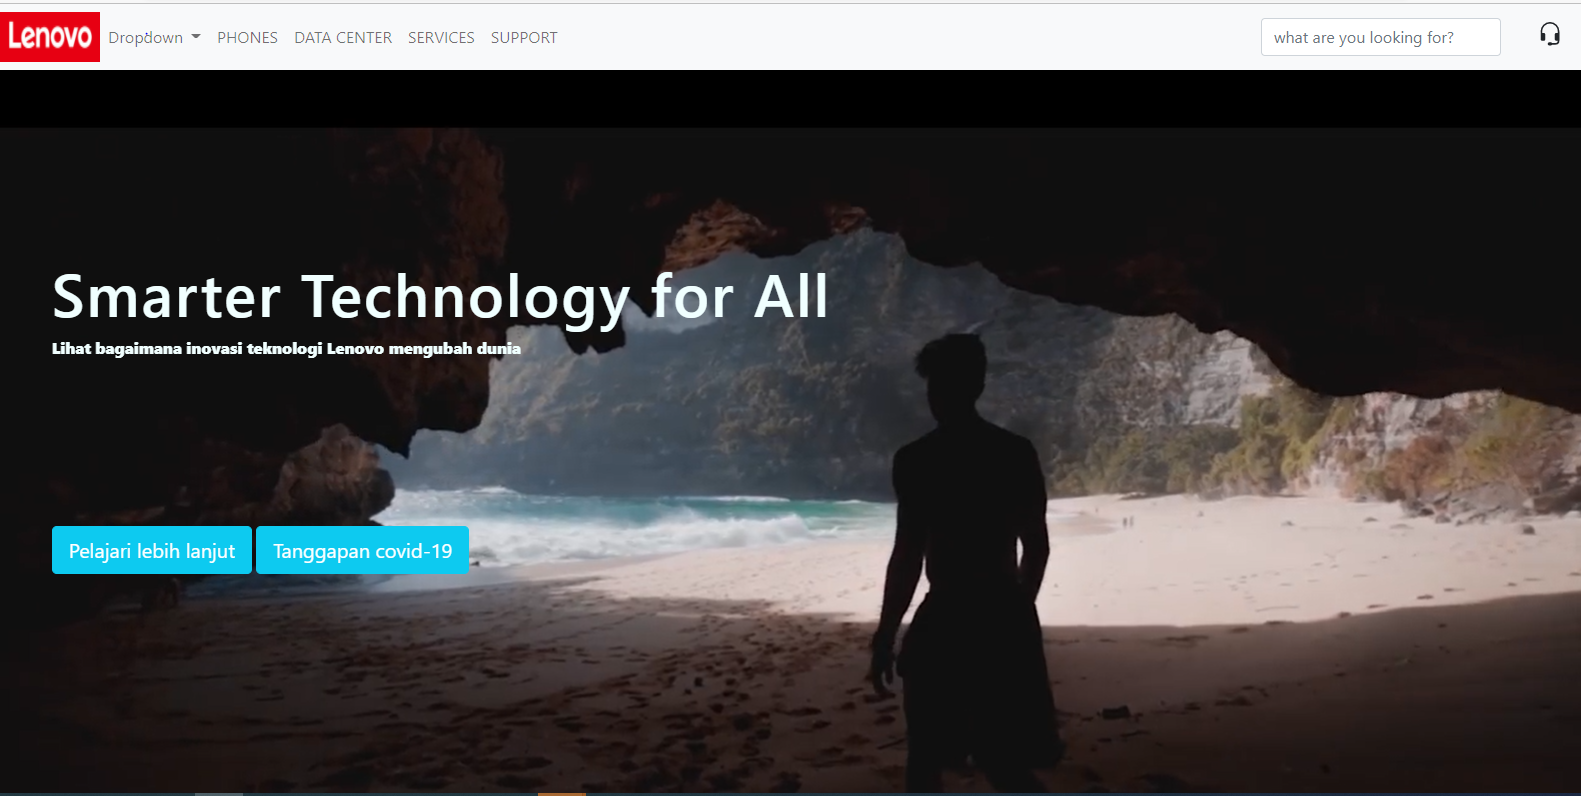 Lenovo
Dropdown PHONES DATA CENTER SERVICES SUPPORT what are you looking for?
Smarter Technology for All
Lihat bagaimana inovasi teknologi Lenovo mengubah dunia
Pelajari lebih lanjut Tanggapan covid-19